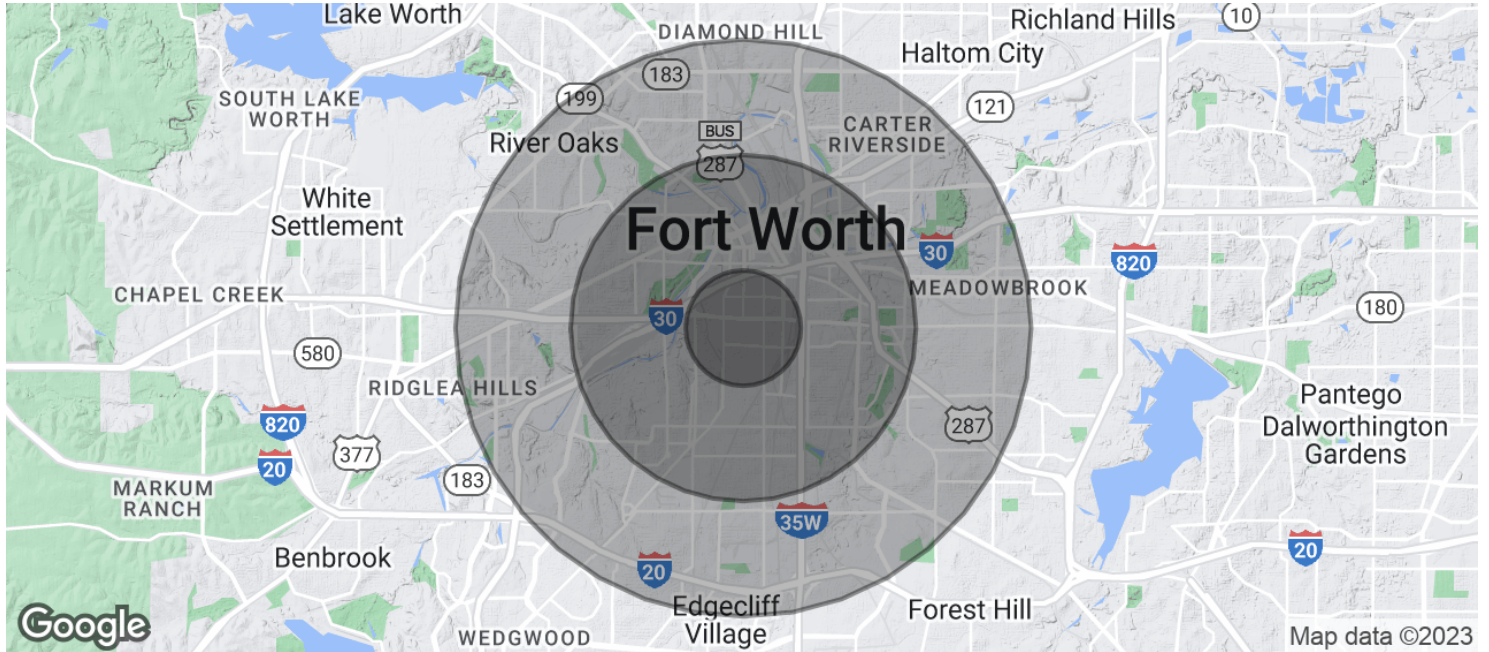 Lake Worth
Richland Hills
10
DIAMOND HILL
Haltom City
183
199
SOUTH LAKE
WORTH
121
BUS
287
CARTER
RIVERSIDE
River Oaks
White
Settlement
Fort Worth
30
820
CHAPEL CREEK
MEADOWBROOK
180
30
580
RIDGLEA HILLS
Pantego
820
287
Dalworthington
Gardens
377
20
183
MARKUM
RANCH
35W
20
Benbrook
20
Edgecliff
Village
Forest Hill
Google
WEDGWOOD
Map data ©2023